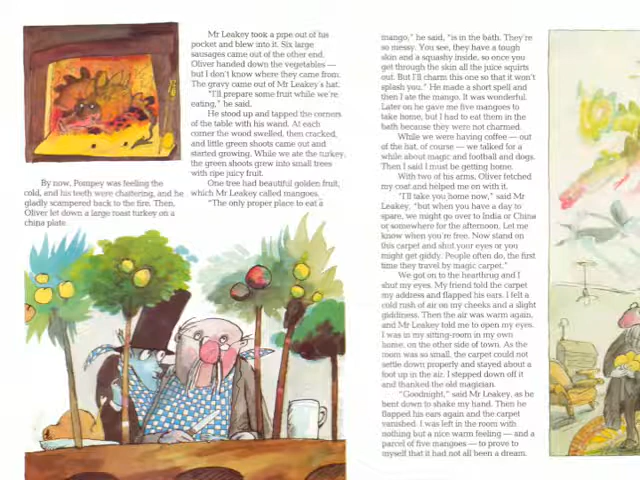 By now, Pompey was feeling the
cold, and his teeth were chattering, and he
gladly scampered back to the fire. Then,
Oliver let down a large roast turkey on a
china plate.
Mr Leakey took a pipe out of his
pocket and blew into it. Six large
sausages came out of the other end.
Oliver handed down the vegetables —
but I don't know where they came from.
The gravy came out of Mr Leakey's hat.
"I'll prepare some fruit while we're
eating," he said.
He stood up and tapped the corners
of the table with his wand. At each
corner the wood swelled, then cracked,
and little green shoots came out and
started growing. While we ate the turkey,
the green shoots grew into small trees
with ripe juicy fruit.
One tree had beautiful golden fruit,
which Mr Leakey called mangoes.
"The only proper place to eat a
mango," he said, "is in the bath. They're
so messy. You see, they have a tough
skin and a squashy inside, so once you
get through the skin all the juice squirts
out. But I'll charm this one so that it won't
splash you." He made a short spell and
then I ate the mango. It was wonderful.
Later on he gave me five mangoes to
take home, but I had to eat them in the
bath because they were not charmed.
While we were having coffee — out
of the hat, of course — we talked for a
while about magic and football and dogs.
Then I said I must be getting home.
With two of his arms, Oliver fetched
my coat and helped me on with it.
"I'll take you home now," said Mr
Leakey, "but when you have a day to
spare, we might go over to India or China
or somewhere for the afternoon. Let me
know when you're free. Now stand on
this carpet and shut your eyes or you
might get giddy. People often do, the first
time they travel by magic carpet."
We got on to the hearthrug and I
shut my eyes. My friend told the carpet
my address and flapped his ears. I felt a
cold rush of air on my cheeks and a slight
giddiness. Then the air was warm again,
and Mr Leakey told me to open my eyes.
I was in my sitting-room in my own
home, on the other side of town. As the
room was so small, the carpet could not
settle down properly and stayed about a
foot up in the air. I stepped down off it
and thanked the old magician.
"Goodnight," said Mr Leakey, as he
bent down to shake my hand. Then he
flapped his ears again and the carpet
vanished. I was left in the room with
nothing but a nice warm feeling — and a
parcel of five mangoes — to prove to
myself that it had not all been a dream.